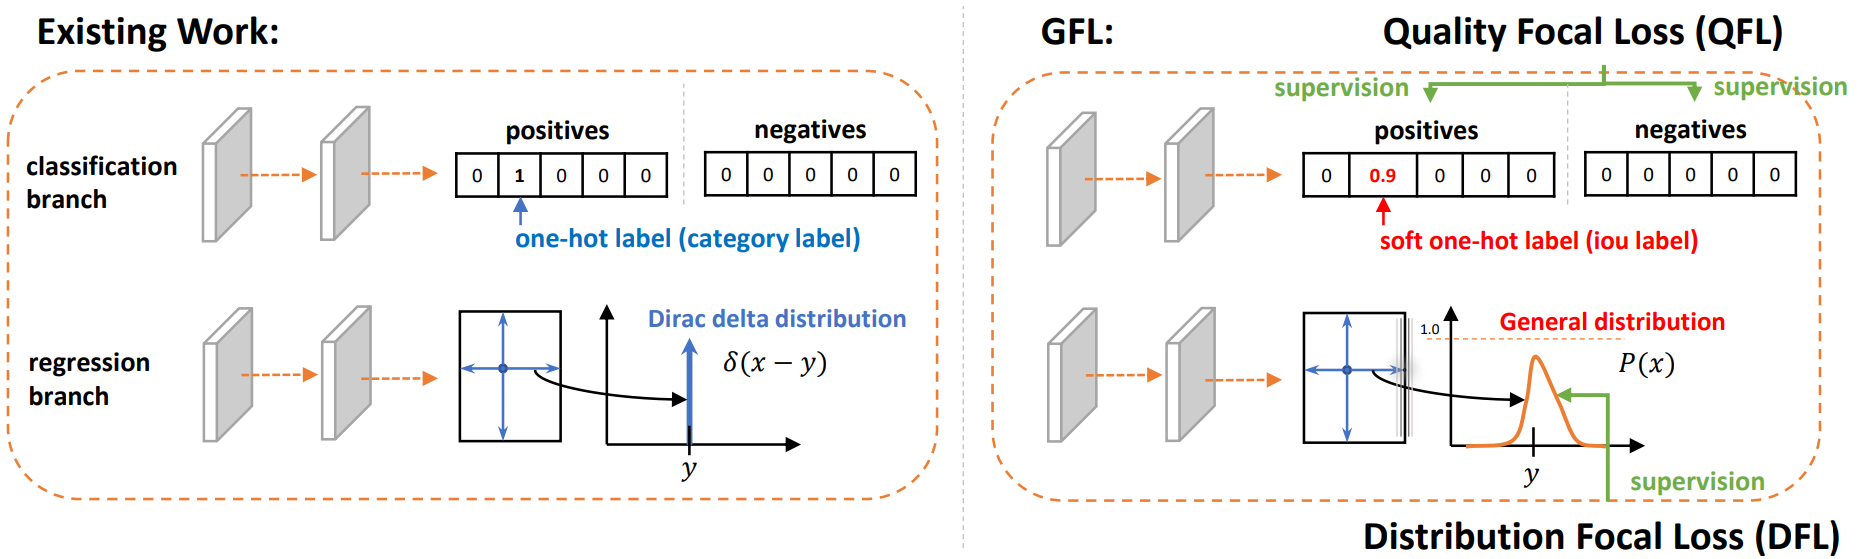 Existing Work:
classification
branch
positives
negatives
0 1 0 0 0
0 0 0 0 0
one-hot label (category label)
regression
branch
Dirac delta distribution
δ(x − y)
y
GFL:
Quality Focal Loss (QFL)
supervision
supervision
positives
negatives
0 0.9 0 0 0
0 0 0 0 0
soft one-hot label (iou label)
1.0
General distribution
P(x)
y
supervision
Distribution Focal Loss (DFL)